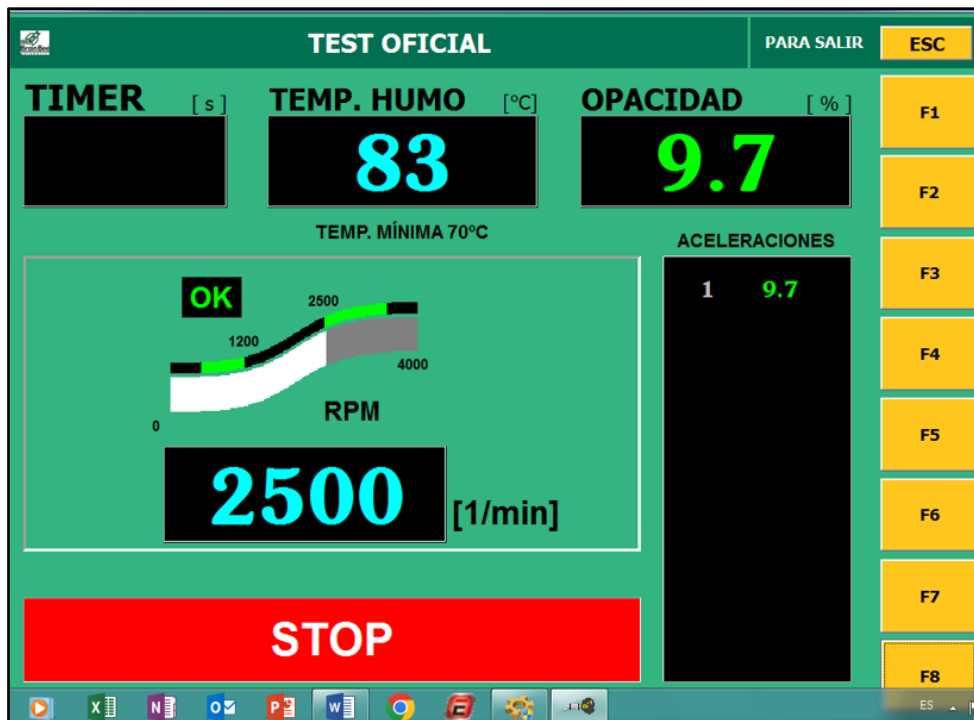 TEST OFICIAL
PARA SALIR
ESC
TIMER [ s ]
TEMP. HUMO [ºC]
OPACIDAD [ % ]
83
9.7
TEMP. MÍNIMA 70ºC
ACELERACIONES
1 9.7
OK
2500
1200
4000
0
RPM
2500 [1/min]
STOP
F1
F2
F3
F4
F5
F6
F7
F8
ES